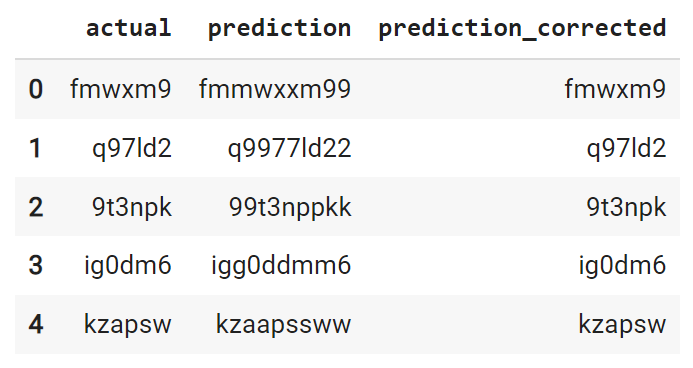 actual prediction prediction_corrected
0 fmwxm9 fmmwxxm99 fmwxm9
1 q97ld2 q9977ld22 q97ld2
2 9t3npk 99t3nppkk 9t3npk
3 ig0dm6 igg0ddmm6 ig0dm6
4 kzapsw kzaapssww kzapsw